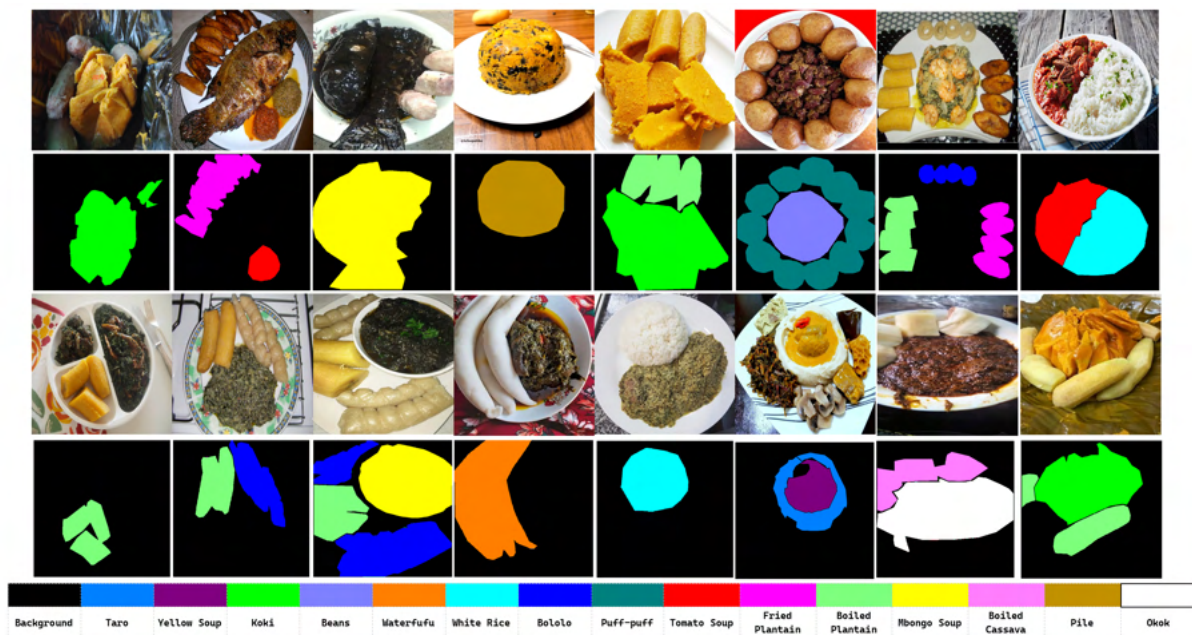 Background Taro Yellow Soup Koki Beans Waterfufu White Rice Bololo Puff-puff Tomato Soup Fried Plantain Boiled Plantain Mbongo Soup Boiled Cassava Pile Okok